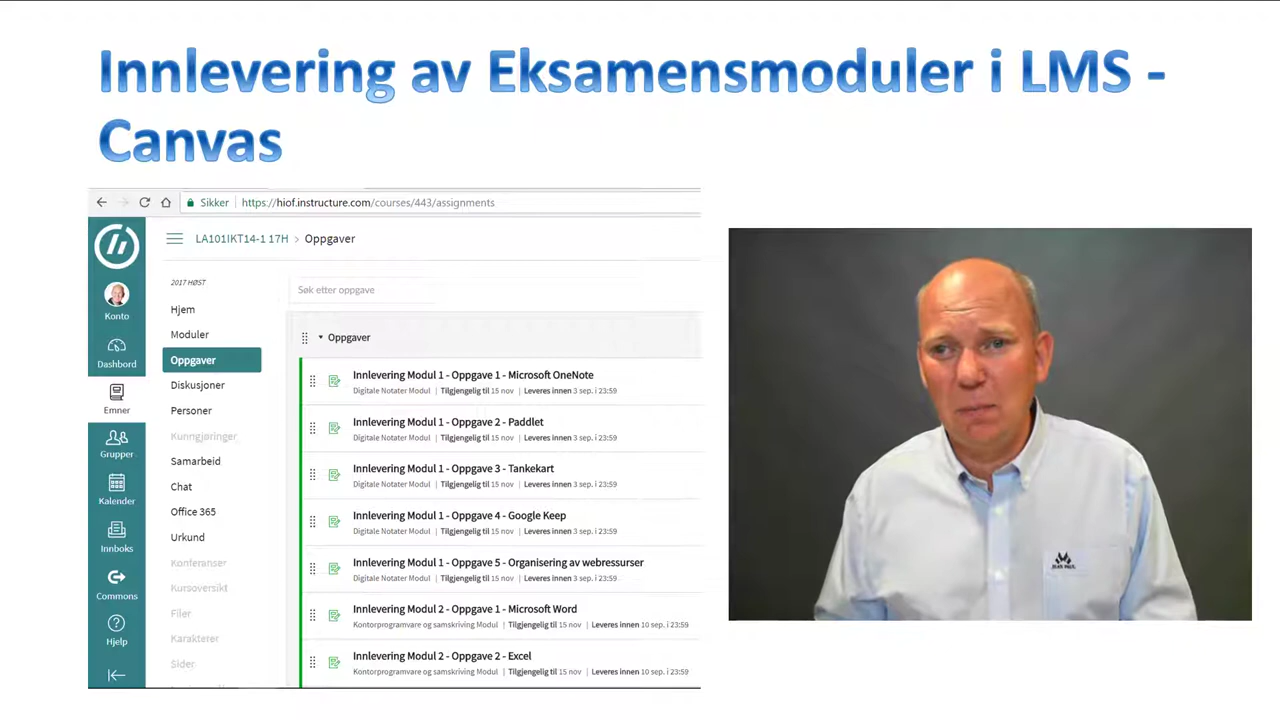 Innlevering av Eksamensmoduler i LMS -
Canvas
Sikker https://hiof.instructure.com/courses/443/assignments
LA101IKT14-1 17H > Oppgaver
2017 HØST
Konto
Dashbord
Emner
Grupper
Kalender
Innboks
Commons
Hjelp
Hjem
Moduler
Oppgaver
Diskusjoner
Personer
Kunngjøringer
Samarbeid
Chat
Office 365
Urkund
Konferanser
Kursoversikt
Filer
Karakterer
Sider
Søk etter oppgave
Oppgaver
Innlevering Modul 1 - Oppgave 1 - Microsoft OneNote
Digitale Notater Modul | Tilgjengelig til 15 nov | Leveres innen 3 sep. i 23:59
Innlevering Modul 1 - Oppgave 2 - Paddlet
Digitale Notater Modul | Tilgjengelig til 15 nov | Leveres innen 3 sep. i 23:59
Innlevering Modul 1 - Oppgave 3 - Tankekart
Digitale Notater Modul | Tilgjengelig til 15 nov | Leveres innen 3 sep. i 23:59
Innlevering Modul 1 - Oppgave 4 - Google Keep
Digitale Notater Modul | Tilgjengelig til 15 nov | Leveres innen 3 sep. i 23:59
Innlevering Modul 1 - Oppgave 5 - Organisering av webressurser
Digitale Notater Modul | Tilgjengelig til 15 nov | Leveres innen 3 sep. i 23:59
Innlevering Modul 2 - Oppgave 1 - Microsoft Word
Kontorprogramvare og samskriving Modul | Tilgjengelig til 15 nov | Leveres innen 10 sep. i 23:59
Innlevering Modul 2 - Oppgave 2 - Excel
Kontorprogramvare og samskriving Modul | Tilgjengelig til 15 nov | Leveres innen 10 sep. i 23:59
JEAN PAUL